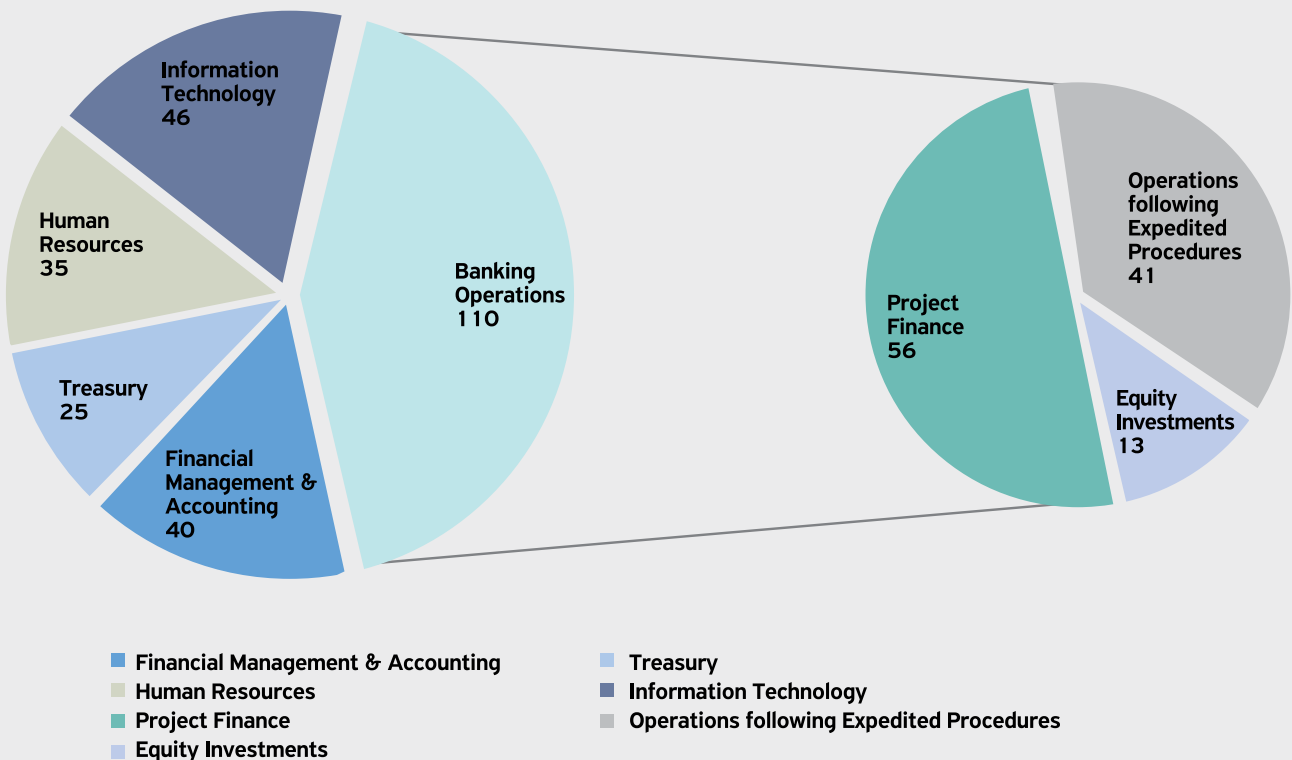 Information
Technology
46
Human
Resources
35
Treasury
25
Financial
Management &
Accounting
40
Banking
Operations
110
Project
Finance
56
Operations
following
Expedited
Procedures
41
Equity
Investments
13
Financial Management & Accounting
Human Resources
Project Finance
Equity Investments
Treasury
Information Technology
Operations following Expedited Procedures